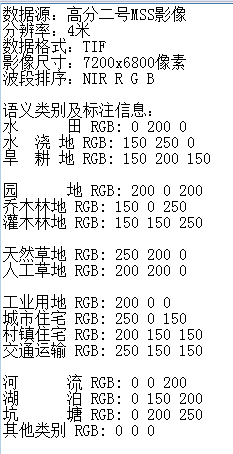 数据源：高分二号MSS影像
分辨率：4米
数据格式：TIF
影像尺寸：7200x6800像素
波段排序：NIR R G B
语义类别及标注信息：
水　　　田 RGB: 0 200 0
水　浇　地 RGB: 150 250 0
旱　耕　地 RGB: 150 200 150
园　　　地 RGB: 200 0 200
乔木林地 RGB: 150 0 250
灌木林地 RGB: 150 150 250
天然草地 RGB: 250 200 0
人工草地 RGB: 200 200 0
工业用地 RGB: 200 0 0
城市住宅 RGB: 250 0 150
村镇住宅 RGB: 200 150 150
交通运输 RGB: 250 150 150
河　　　流 RGB: 0 0 200
湖　　　泊 RGB: 0 150 200
坑　　　塘 RGB: 0 200 250
其他类别 RGB: 0 0 0